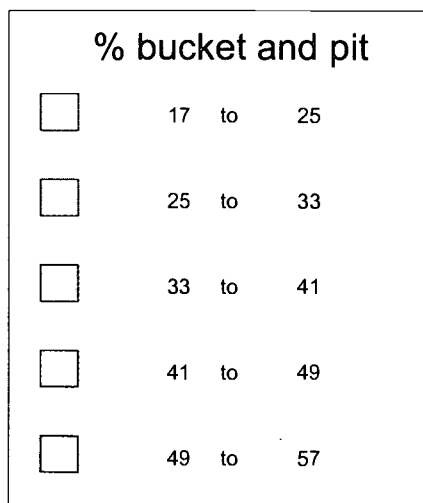 % bucket and pit
17 to 25
25 to 33
33 to 41
41 to 49
49 to 57